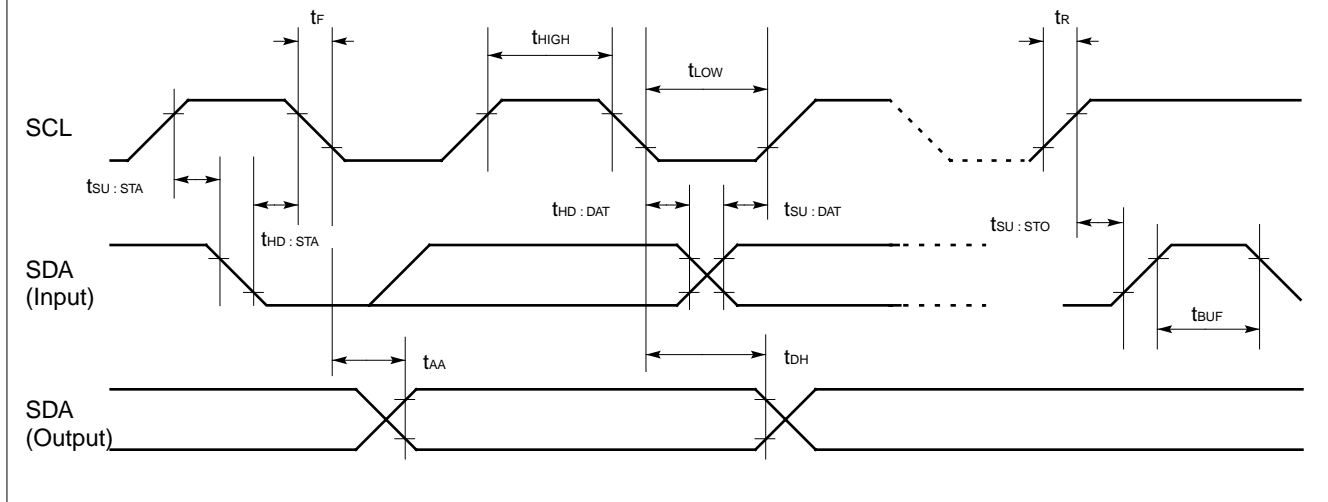 tF
tR
tHIGH
tLOW
SCL
tSU : STA
tHD : DAT
tSU : DAT
tHD : STA
tSU : STO
SDA
(Input)
tBUF
tAA
tDH
SDA
(Output)